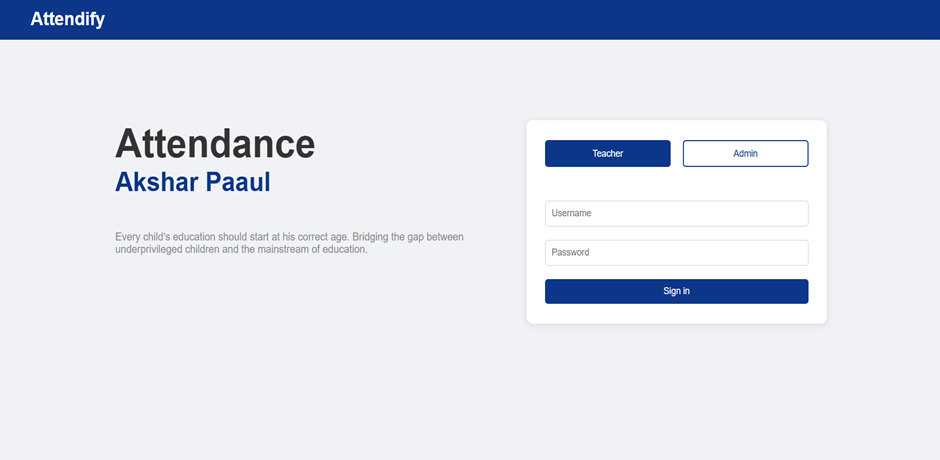 Attendify
Attendance
Akshar Paaul
Every child's education should start at his correct age. Bridging the gap between
underprivileged children and the mainstream of education.
Teacher
Admin
Username
Password
Sign in